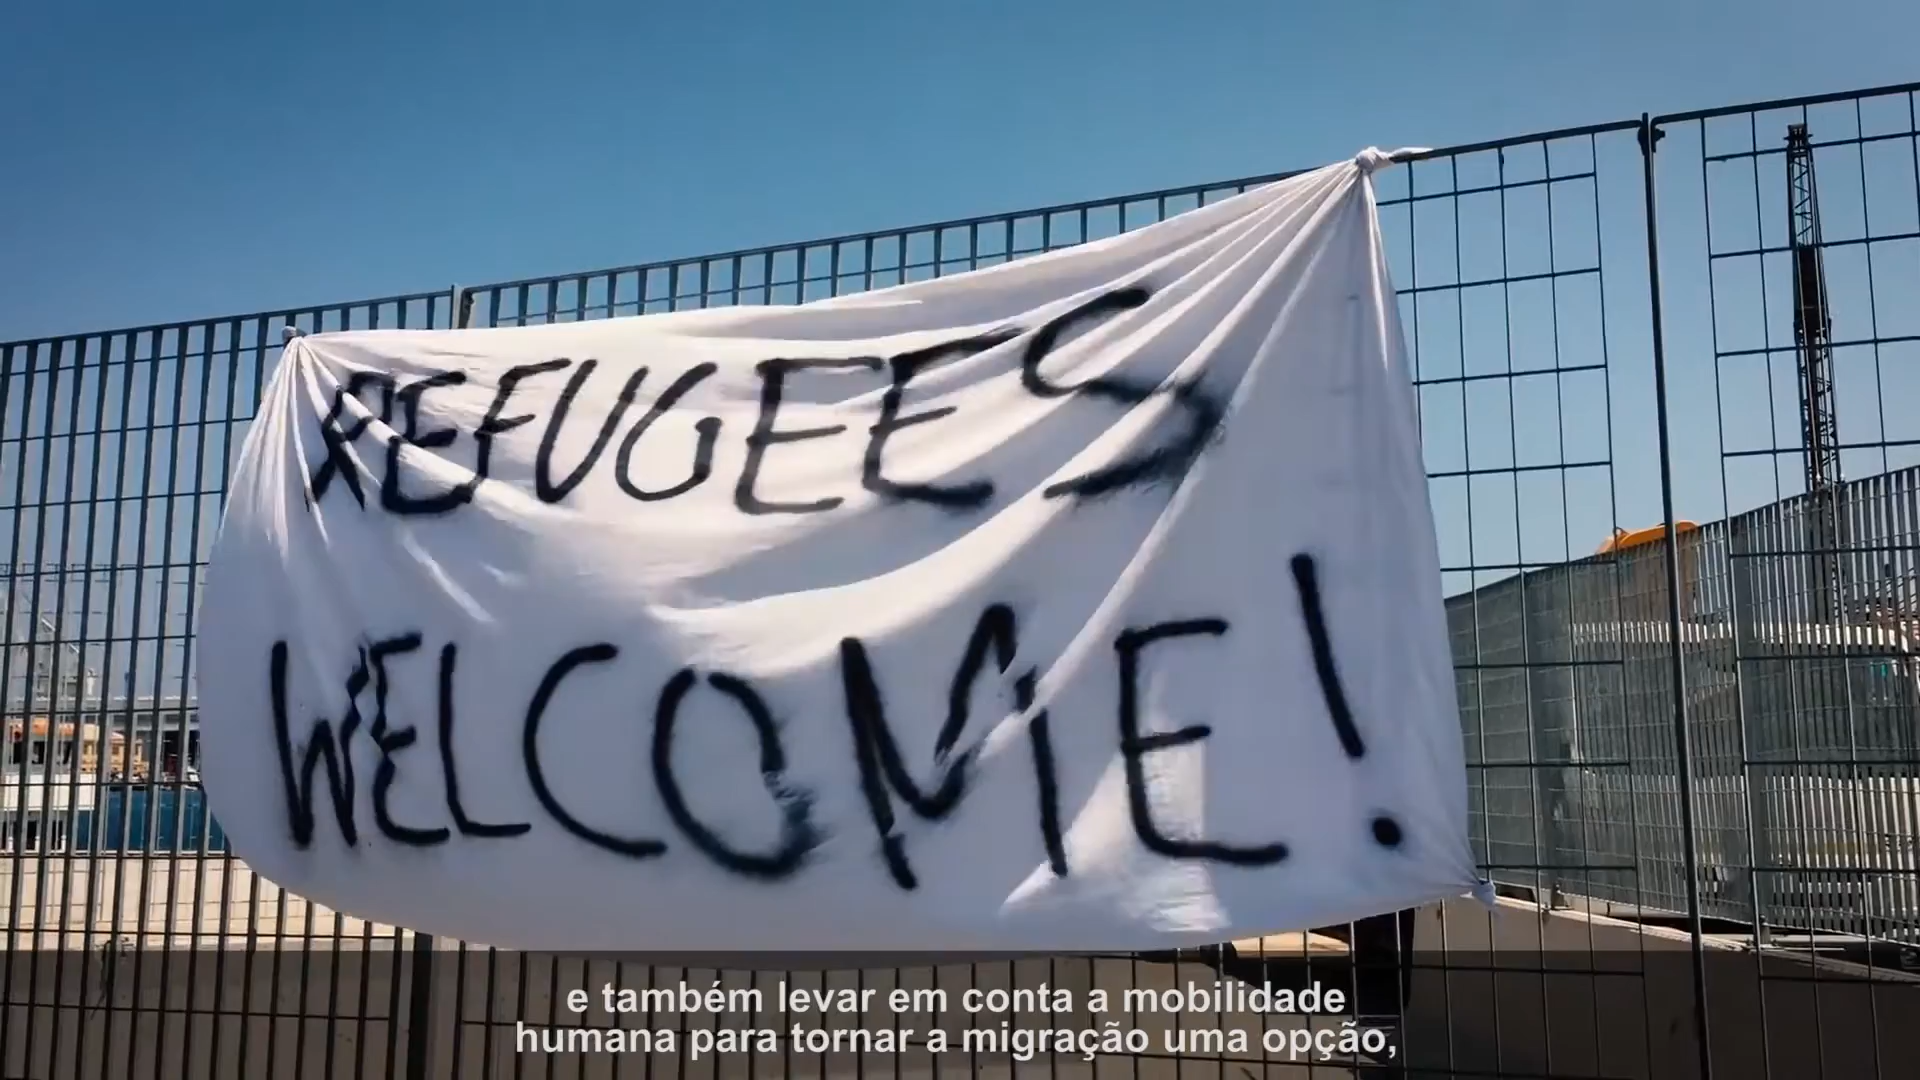 REFUGEES
WELCOME!
e também levar em conta a mobilidade
humana para tornar a migração uma opção,